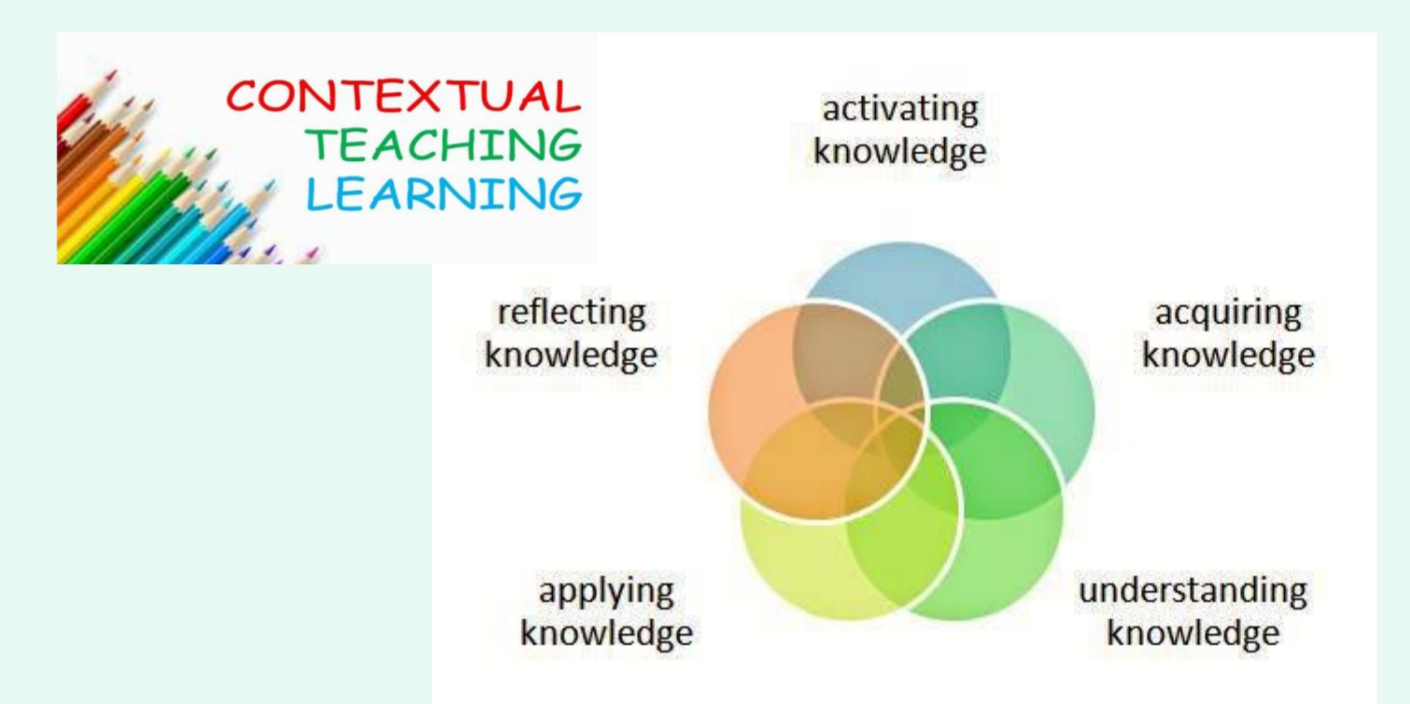 CONTEXTUAL
TEACHING
LEARNING
activating
knowledge
reflecting
knowledge
acquiring
knowledge
applying
knowledge
understanding
knowledge